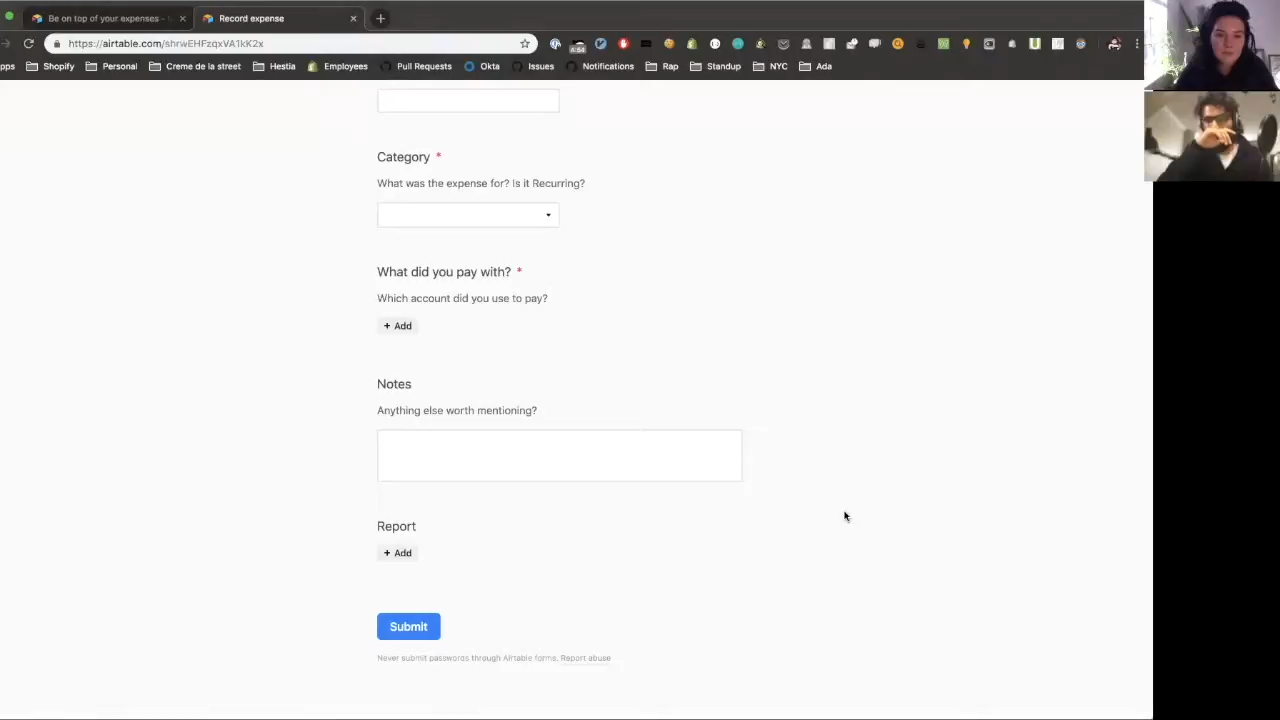 Be on top of your expenses -
Record expense
https://airtable.com/shrwEHFzqxVA1kK2x
4:54
pps Shopify Personal Creme de la street Hestia Employees Pull Requests Okta Issues Notifications Rap Standup NYC Ada
Category *
What was the expense for? Is it Recurring?
What did you pay with? *
Which account did you use to pay?
+ Add
Notes
Anything else worth mentioning?
Report
+ Add
Submit
Never submit passwords through Airtable forms. Report abuse